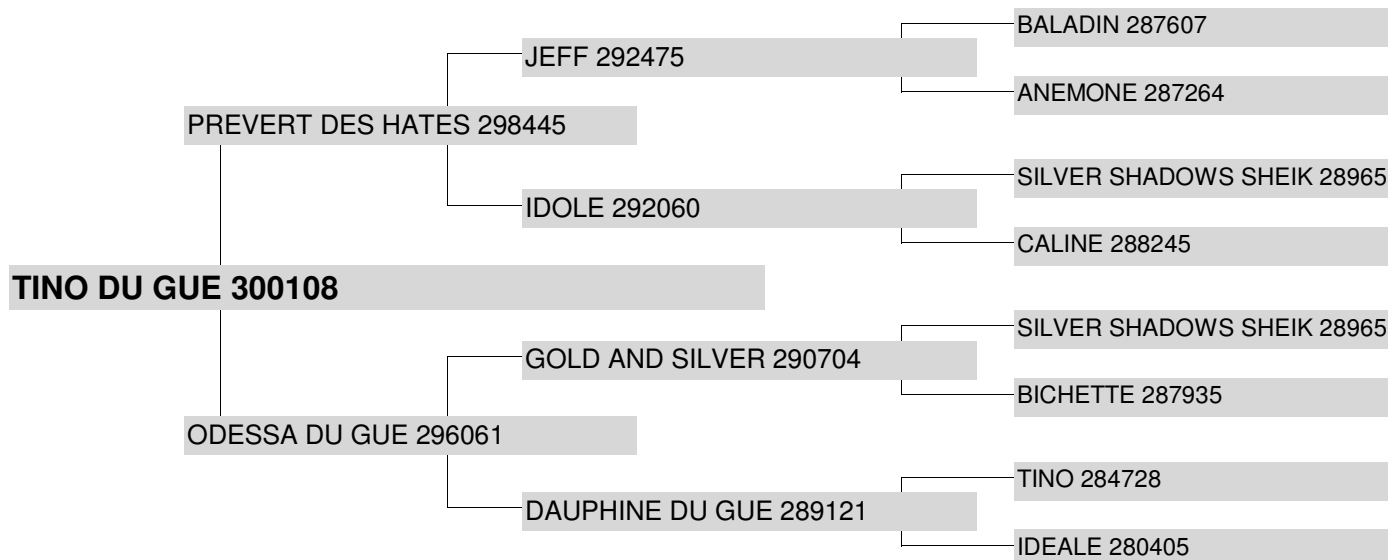 BALADIN 287607
JEFF 292475
ANEMONE 287264
PREVERT DES HATES 298445
SILVER SHADOWS SHEIK 28965
IDOLE 292060
CALINE 288245
TINO DU GUE 300108
SILVER SHADOWS SHEIK 28965
GOLD AND SILVER 290704
BICHETTE 287935
ODESSA DU GUE 296061
TINO 284728
DAUPHINE DU GUE 289121
IDEALE 280405